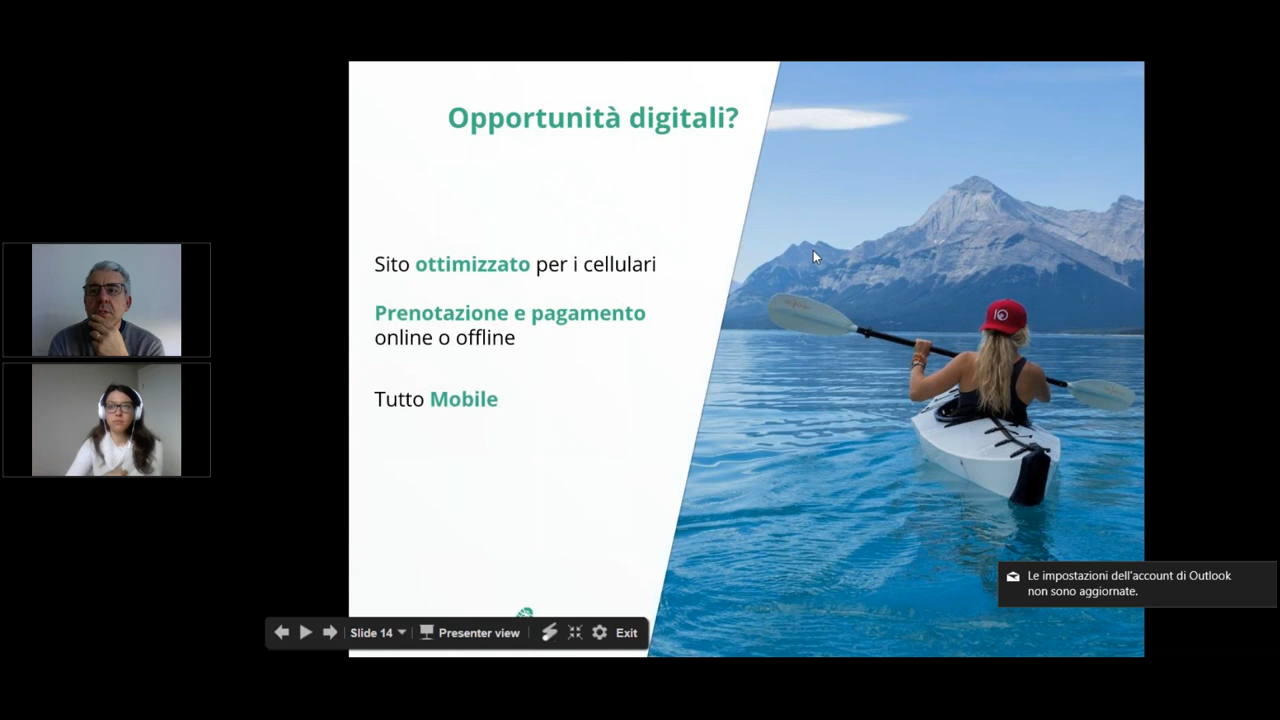 Opportunità digitali?
Sito ottimizzato per i cellulari
Prenotazione e pagamento
online o offline
Tutto Mobile
Le impostazioni dell'account di Outlook
non sono aggiornate.
Slide 14
Presenter view
Exit